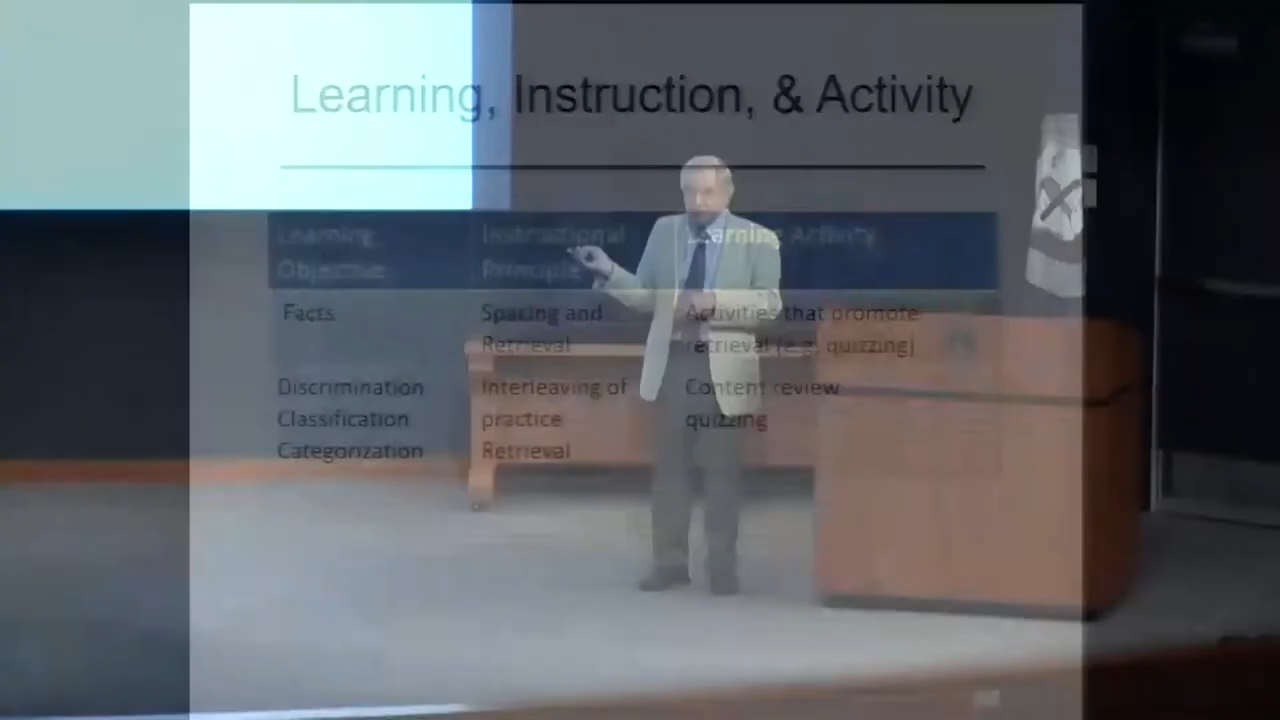 Learning, Instruction, & Activity
Learning Instructional Learning Activity
Objective Principle
Facts Spacing and Activities that promote
Retrieval retrieval (e.g. quizzing)
Discrimination Interleaving of Content review
Classification practice quizzing
Categorization Retrieval